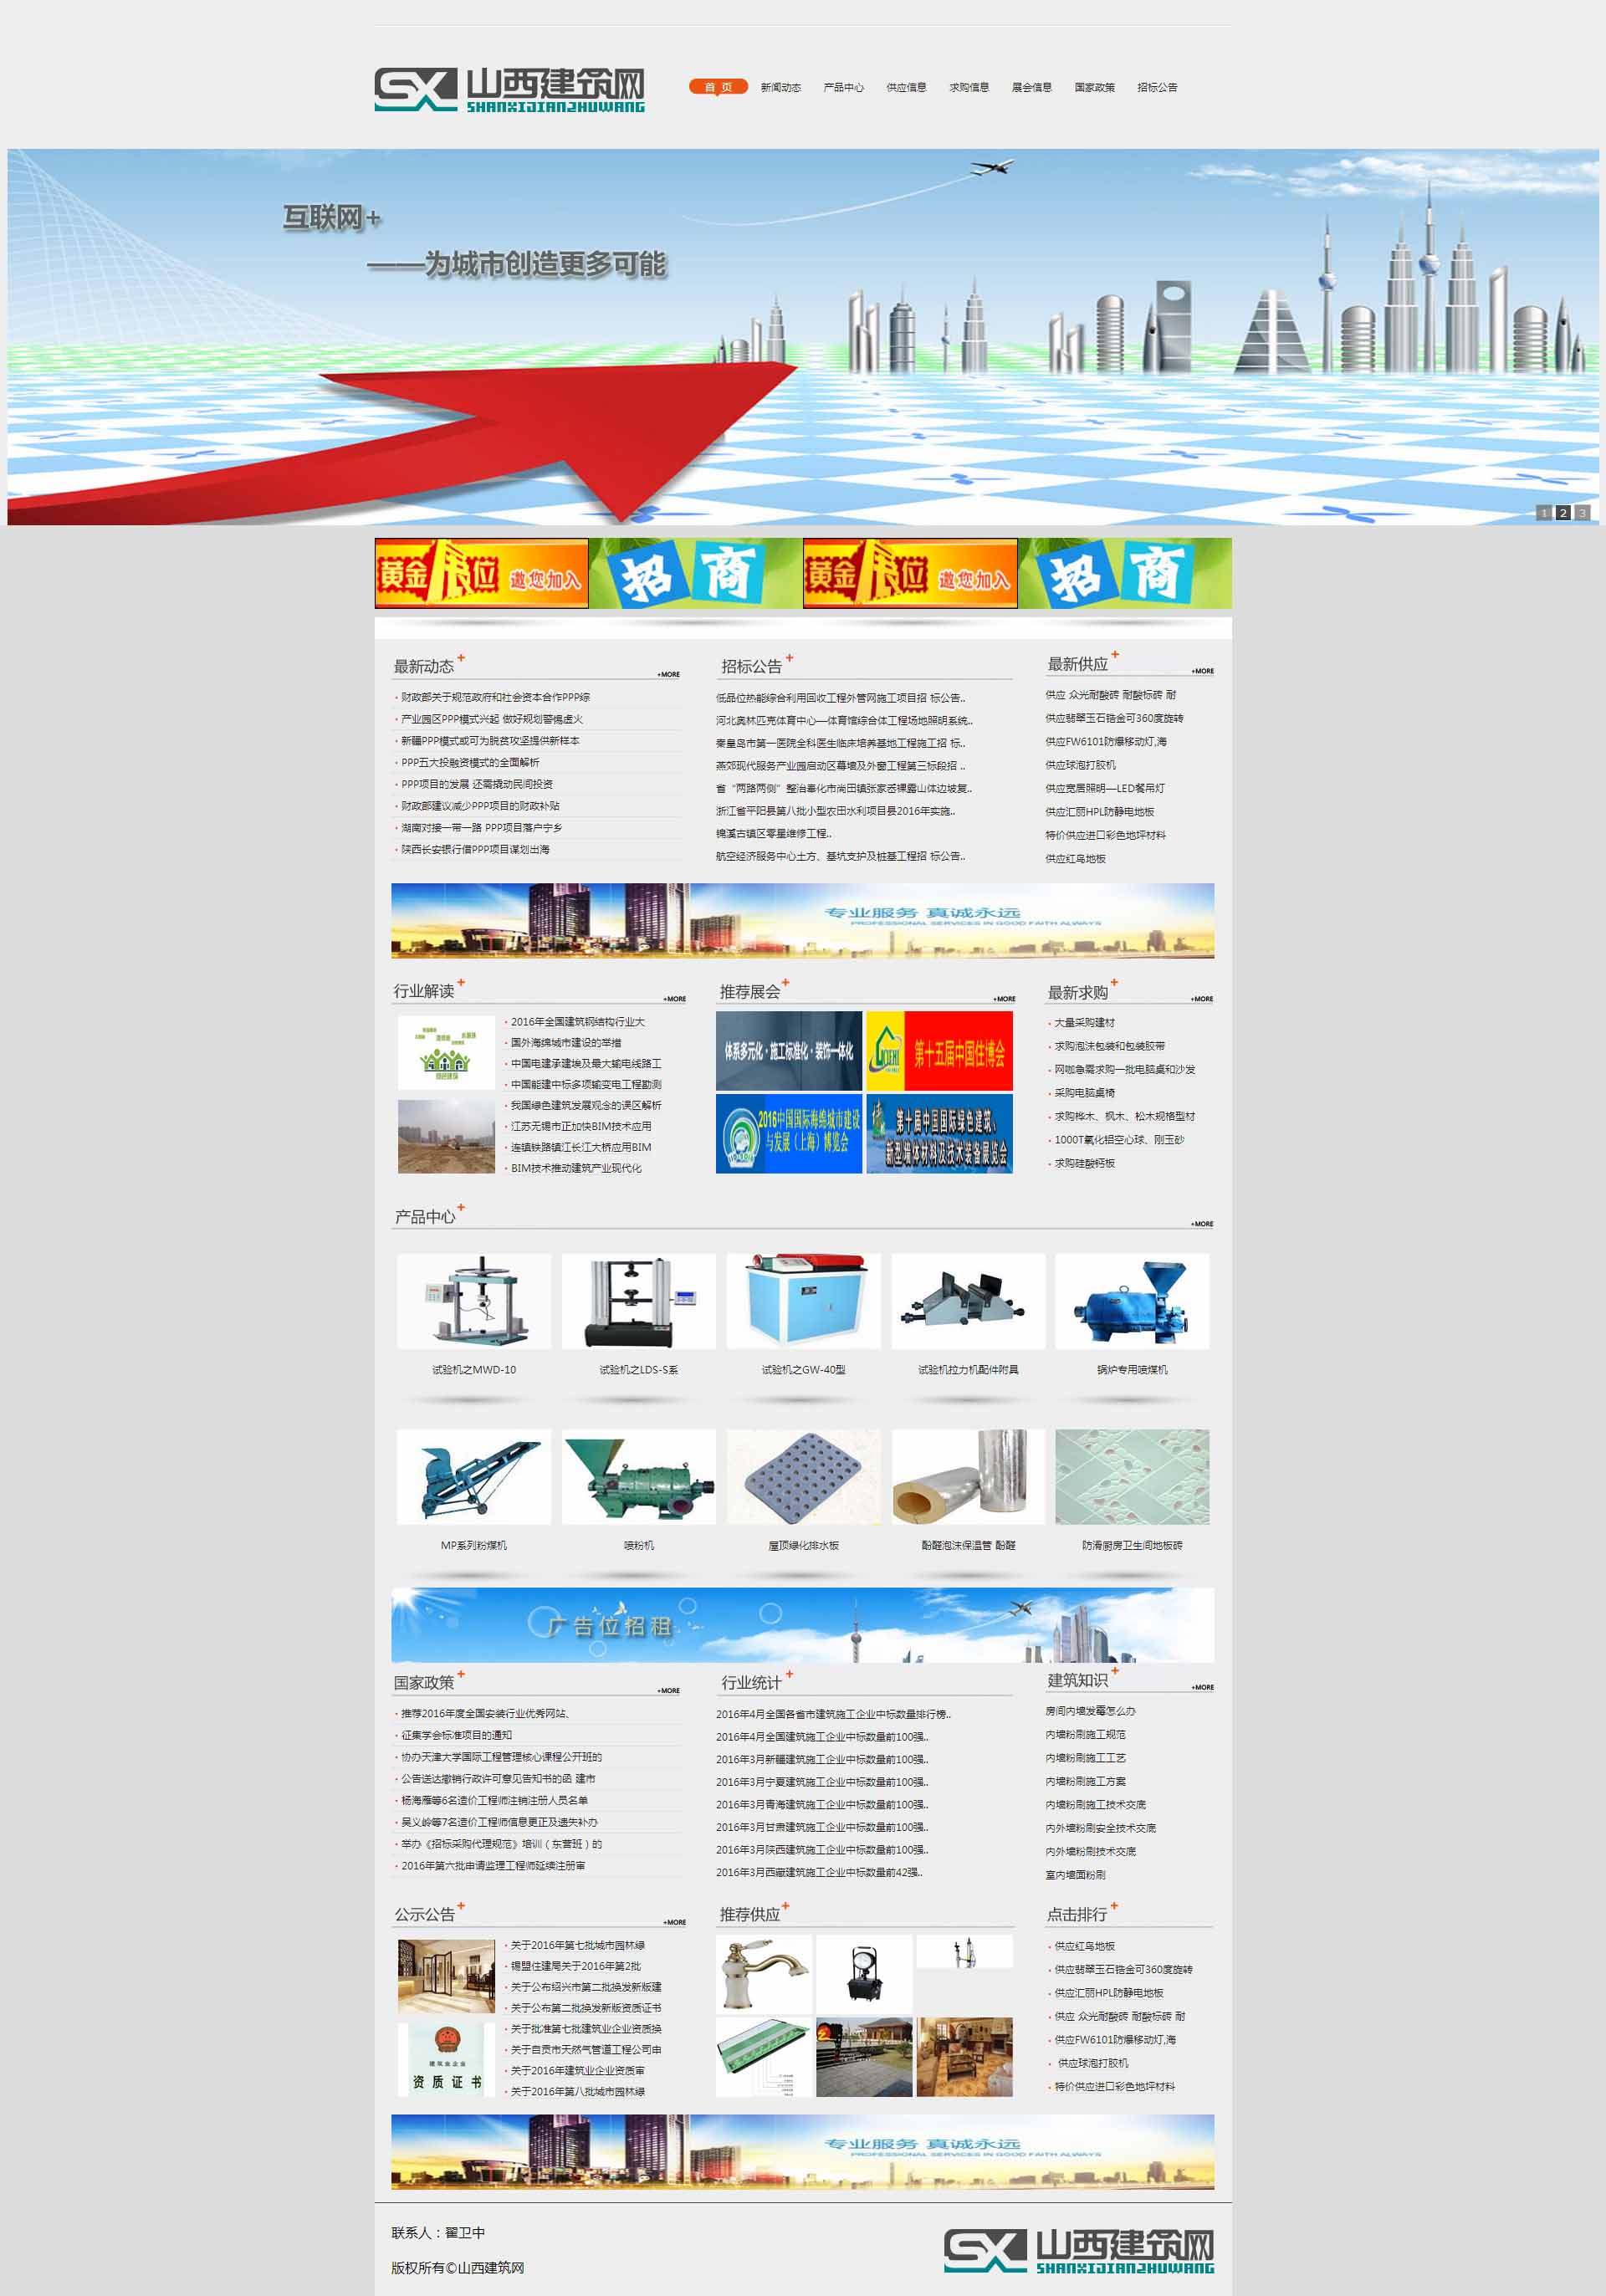 SX 山西建筑网
SHANXIJIANZHUWANG
首 页 新闻动态 产品中心 供应信息 求购信息 展会信息 国家政策 招标公告
互联网+
——为城市创造更多可能
1 2 3
黄金展位 邀您加入 招商 黄金展位 邀您加入 招商
最新动态 +
+MORE
· 财政部关于规范政府和社会资本合作PPP综
· 产业园区PPP模式兴起 做好规划警惕虚火
· 新疆PPP模式或可为脱贫攻坚提供新样本
· PPP五大投融资模式的全面解析
· PPP项目的发展 还需撬动民间投资
· 财政部建议减少PPP项目的财政补贴
· 湖南对接一带一路 PPP项目落户宁乡
· 陕西长安银行借PPP项目谋划出海
招标公告 +
低品位热能综合利用回收工程外管网施工项目招 标公告..
河北奥林匹克体育中心—体育馆综合体工程场地照明系统..
秦皇岛市第一医院全科医生临床培养基地工程施工招 标..
燕郊现代服务产业园启动区幕墙及外窗工程第三标段招 ..
省“两路两侧”整治奉化市尚田镇张家岙裸露山体边坡复..
浙江省平阳县第八批小型农田水利项目县2016年实施..
锦溪古镇区零星维修工程..
航空经济服务中心土方、基坑支护及桩基工程招 标公告..
最新供应 +
+MORE
供应 众光耐酸砖 耐酸标砖 耐
供应翡翠玉石锆金可360度旋转
供应FW6101防爆移动灯,海
供应球泡打胶机
供应宽居照明—LED餐吊灯
供应汇丽HPL防静电地板
特价供应进口彩色地坪材料
供应红鸟地板
专业服务 真诚永远
PROFESSIONAL SERVICES IN GOOD FAITH ALWAYS
行业解读 +
+MORE
· 2016年全国建筑钢结构行业大
· 国外海绵城市建设的举措
· 中国电建承建埃及最大输电线路工
· 中国能建中标多项输变电工程勘测
· 我国绿色建筑发展观念的误区解析
· 江苏无锡市正加快BIM技术应用
· 连镇铁路镇江长江大桥应用BIM
· BIM技术推动建筑产业现代化
推荐展会 +
+MORE
体系多元化·施工标准化·装饰一体化
第十五届中国住博会
2016中国国际海绵城市建设
与发展（上海）博览会
第十届中国国际绿色建筑、
新型墙体材料及技术装备展览会
最新求购 +
+MORE
· 大量采购建材
· 求购泡沫包装和包装胶带
· 网咖急需求购一批电脑桌和沙发
· 采购电脑桌椅
· 求购桦木、枫木、松木规格型材
· 1000T氧化铝空心球、刚玉砂
· 求购硅酸钙板
产品中心 +
+MORE
试验机之MWD-10 试验机之LDS-S系 试验机之GW-40型 试验机拉力机配件附具 锅炉专用喷煤机
MP系列粉煤机 喷粉机 屋顶绿化排水板 酚醛泡沫保温管 酚醛 防滑厨房卫生间地板砖
广告位招租
国家政策 +
+MORE
· 推荐2016年度全国安装行业优秀网站、
· 征集学会标准项目的通知
· 协办天津大学国际工程管理核心课程公开班的
· 公告送达撤销行政许可意见告知书的函 建市
· 杨海雁等6名造价工程师注销注册人员名单
· 吴义岭等7名造价工程师信息更正及遗失补办
· 举办《招标采购代理规范》培训（东营班）的
· 2016年第六批申请监理工程师延续注册审
行业统计 +
2016年4月全国各省市建筑施工企业中标数量排行榜..
2016年4月全国建筑施工企业中标数量前100强..
2016年3月新疆建筑施工企业中标数量前100强..
2016年3月宁夏建筑施工企业中标数量前100强..
2016年3月青海建筑施工企业中标数量前100强..
2016年3月甘肃建筑施工企业中标数量前100强..
2016年3月陕西建筑施工企业中标数量前100强..
2016年3月西藏建筑施工企业中标数量前42强..
建筑知识 +
+MORE
房间内墙发霉怎么办
内墙粉刷施工规范
内墙粉刷施工工艺
内墙粉刷施工方案
内墙粉刷施工技术交底
内外墙粉刷安全技术交底
内外墙粉刷技术交底
室内墙面粉刷
公示公告 +
+MORE
建筑业企业
资质证书
· 关于2016年第七批城市园林绿
· 锡盟住建局关于2016年第2批
· 关于公布绍兴市第二批换发新版建
· 关于公布第二批换发新版资质证书
· 关于批准第七批建筑业企业资质换
· 关于自贡市天然气管道工程公司申
· 关于2016年建筑业企业资质审
· 关于2016年第八批城市园林绿
推荐供应 +
点击排行 +
· 供应红鸟地板
· 供应翡翠玉石锆金可360度旋转
· 供应汇丽HPL防静电地板
· 供应 众光耐酸砖 耐酸标砖 耐
· 供应FW6101防爆移动灯,海
· 供应球泡打胶机
· 特价供应进口彩色地坪材料
专业服务 真诚永远
PROFESSIONAL SERVICES IN GOOD FAITH ALWAYS
联系人：翟卫中
版权所有©山西建筑网
SX 山西建筑网
SHANXIJIANZHUWANG